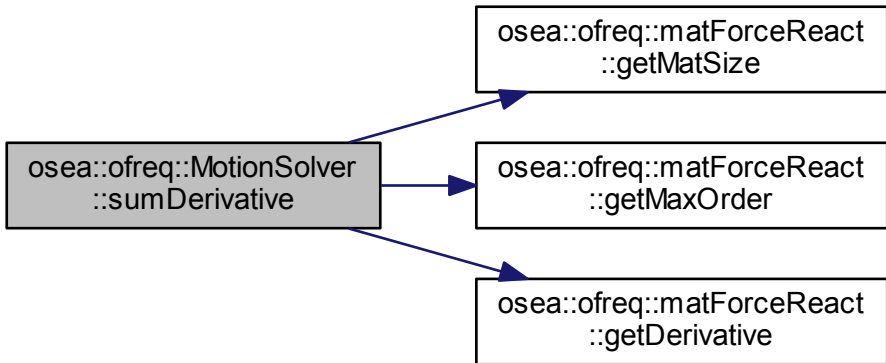 osea::ofreq::matForceReact
::getMatSize
osea::ofreq::MotionSolver
::sumDerivative
osea::ofreq::matForceReact
::getMaxOrder
osea::ofreq::matForceReact
::getDerivative